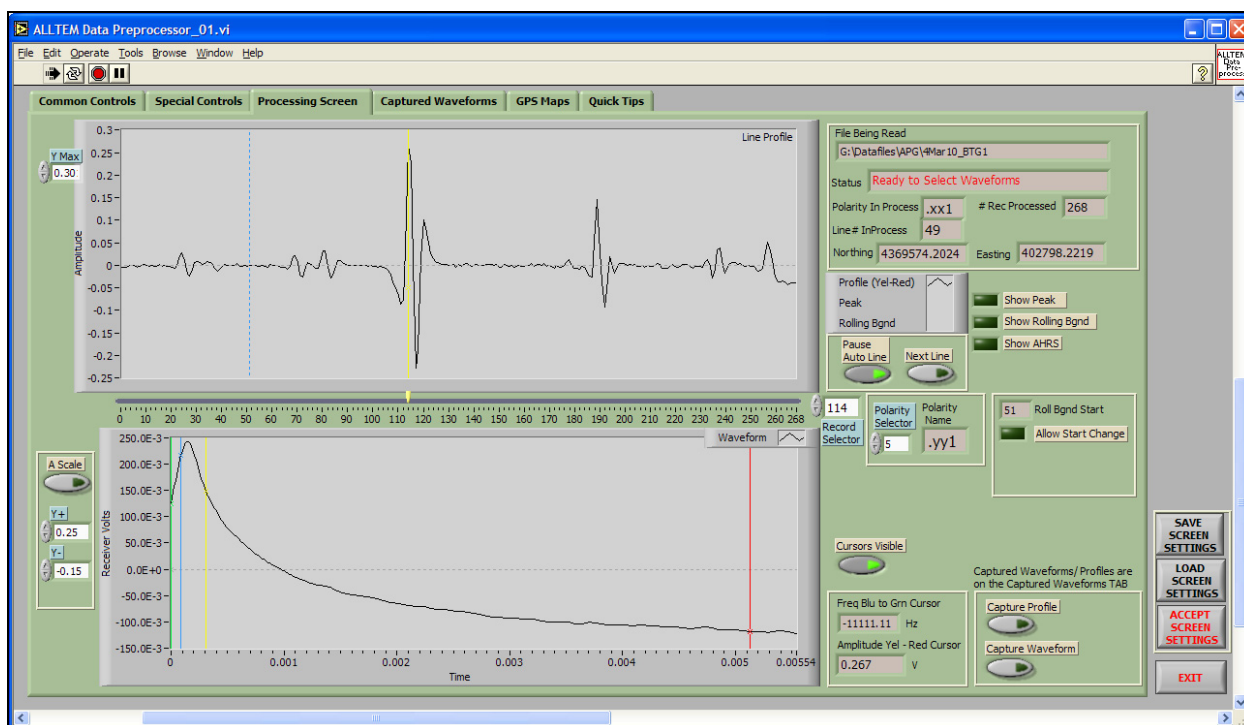 ALLTEM Data Preprocessor_01.vi
File Edit Operate Tools Browse Window Help
ALLTEM
Data
Pre-
proces
?
Common Controls Special Controls Processing Screen Captured Waveforms GPS Maps Quick Tips
Line Profile
Y Max
0.30
Amplitude
0.3
0.25
0.2
0.15
0.1
0.05
0
-0.05
-0.1
-0.15
-0.2
-0.25
0 10 20 30 40 50 60 70 80 90 100 110 120 130 140 150 160 170 180 190 200 210 220 230 240 250 260 268
114
Record
Selector
Waveform
A Scale
Y+
0.25
Y-
-0.15
Receiver Volts
250.0E-3
200.0E-3
150.0E-3
100.0E-3
50.0E-3
0.0E+0
-50.0E-3
-100.0E-3
-150.0E-3
0 0.001 0.002 0.003 0.004 0.005 0.00554
Time
File Being Read
G:\Datafiles\APG\4Mar10_BTG1
Status Ready to Select Waveforms
Polarity In Process .xx1 # Rec Processed 268
Line# InProcess 49
Northing 4369574.2024 Easting 402798.2219
Profile (Yel-Red)
Peak
Rolling Bgnd
Show Peak
Show Rolling Bgnd
Show AHRS
Pause
Auto Line
Next Line
Polarity
Selector
5
Polarity
Name
.yy1
51 Roll Bgnd Start
Allow Start Change
Cursors Visible
Freq Blu to Grn Cursor
-11111.11 Hz
Amplitude Yel - Red Cursor
0.267 V
Captured Waveforms/ Profiles are
on the Captured Waveforms TAB
Capture Profile
Capture Waveform
SAVE
SCREEN
SETTINGS
LOAD
SCREEN
SETTINGS
ACCEPT
SCREEN
SETTINGS
EXIT